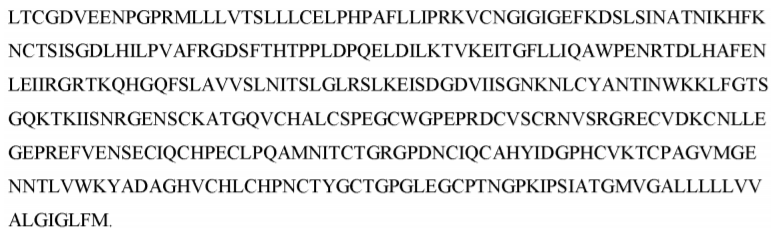 LTCGDVEENPGPRMLLLVTSLLLCELPHPAFLLIPRKVCNGIGIGEFKDSLSINATNIKHFK
NCTSISGDLHILPVAFRGDSFTHTPPLDPQELDILKTVKEITGFLLIQAWPENRTDLHAFEN
LEIIRGRTKQHGQFSLAVVSLNITSLGLRSLKEISDGDVIISGNKNLCYANTINWKKLFGTS
GQKTKIISNRGENSCKATGQVCHALCSPEGCWGPEPRDCVSCRNVSRGRECVDKCNLLE
GEPREFVENSECIQCHPECLPQAMNITCTGRGPDNCIQCAHYIDGPHCVKTCPAGVMGE
NNTLVWKYADAGHVCHLCHPNCTYGCTGPGLEGCPTNGPKIPSIATGMVGALLLLLVV
ALGIGLFM.